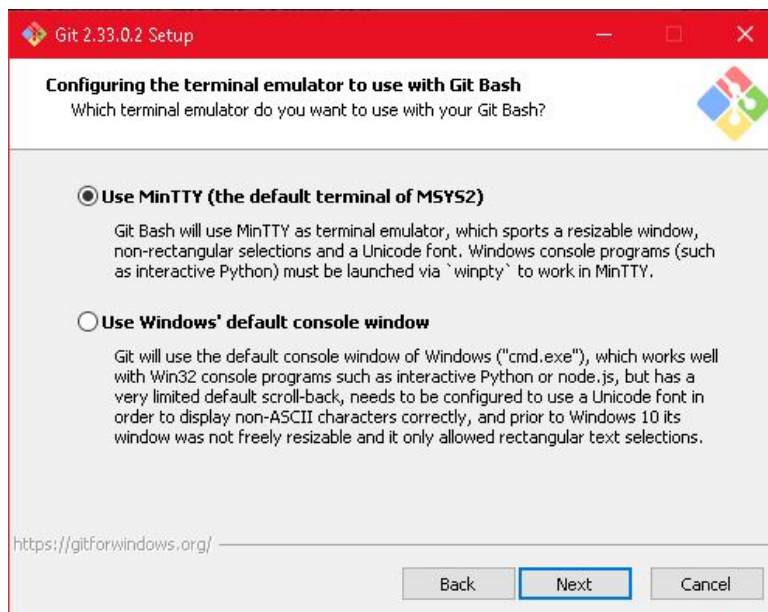 Git 2.33.0.2 Setup
Configuring the terminal emulator to use with Git Bash
Which terminal emulator do you want to use with your Git Bash?
Use MinTTY (the default terminal of MSYS2)
Git Bash will use MinTTY as terminal emulator, which sports a resizable window,
non-rectangular selections and a Unicode font. Windows console programs (such
as interactive Python) must be launched via `winpty` to work in MinTTY.
Use Windows' default console window
Git will use the default console window of Windows ("cmd.exe"), which works well
with Win32 console programs such as interactive Python or node.js, but has a
very limited default scroll-back, needs to be configured to use a Unicode font in
order to display non-ASCII characters correctly, and prior to Windows 10 its
window was not freely resizable and it only allowed rectangular text selections.
https://gitforwindows.org/
Back Next Cancel